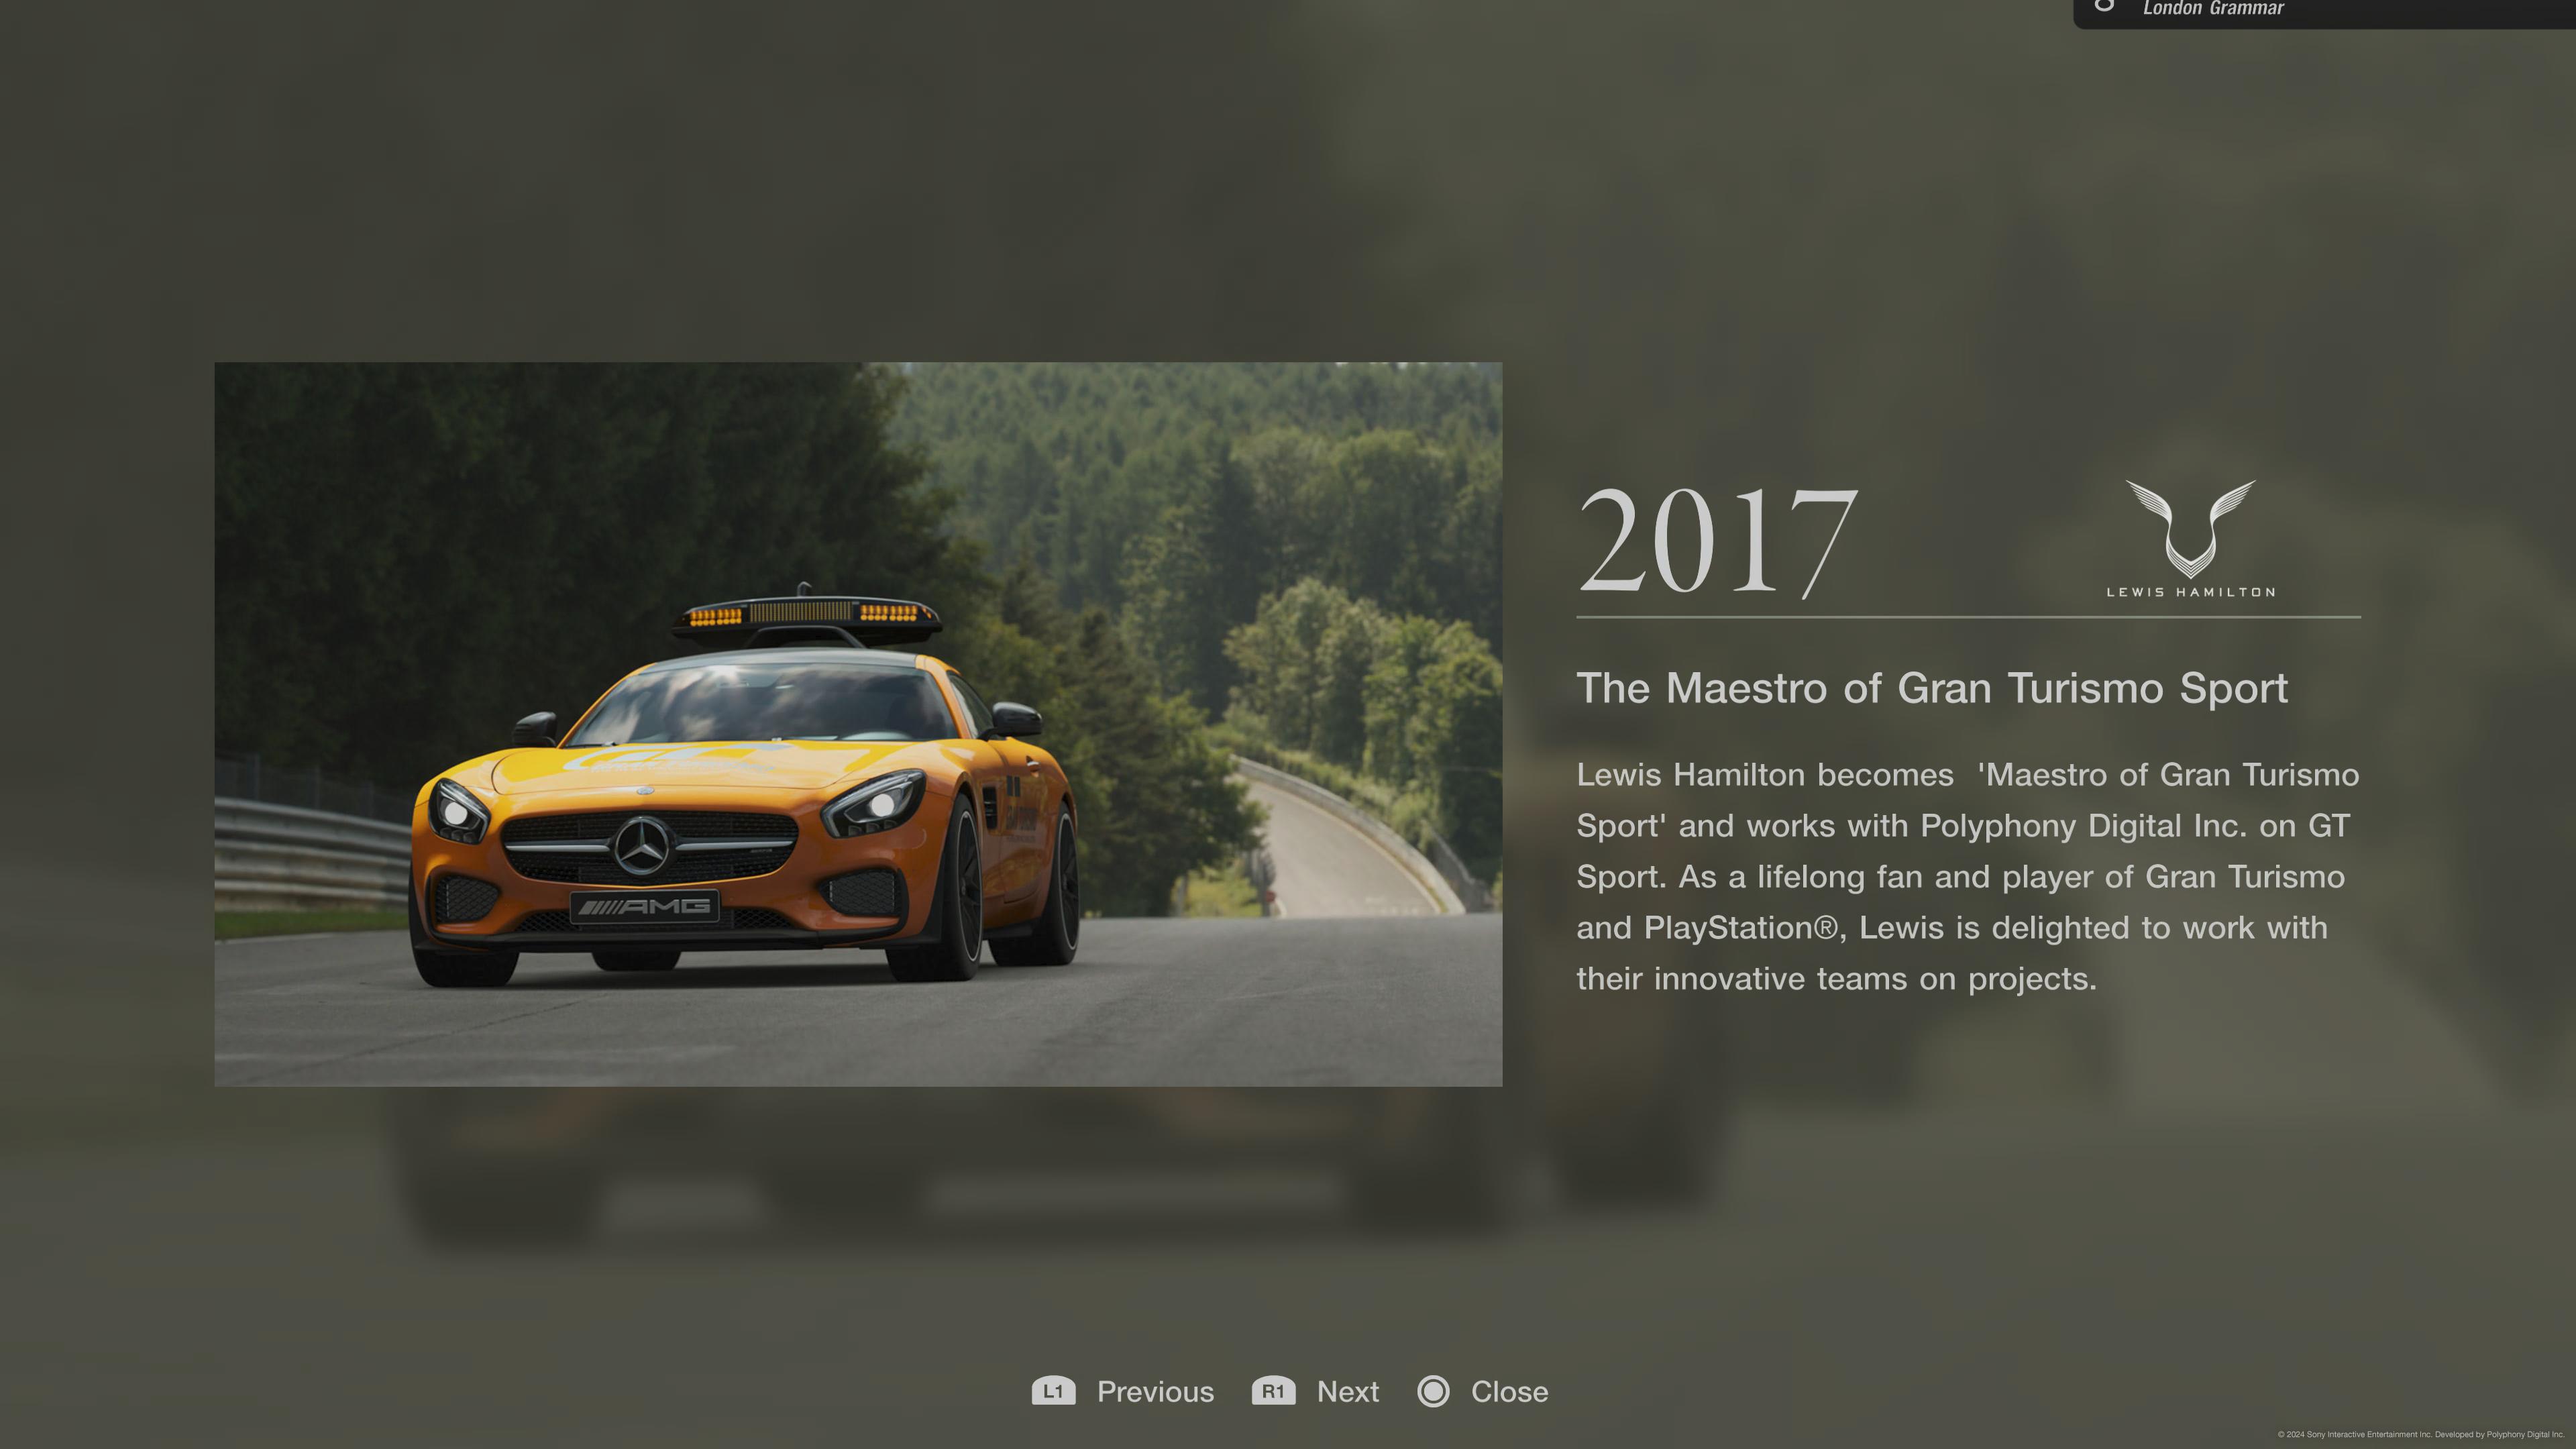 London Grammar
2017
LEWIS HAMILTON
The Maestro of Gran Turismo Sport
Lewis Hamilton becomes  'Maestro of Gran Turismo
Sport' and works with Polyphony Digital Inc. on GT
Sport. As a lifelong fan and player of Gran Turismo
and PlayStation®, Lewis is delighted to work with
their innovative teams on projects.
AMG
L1 Previous R1 Next Close
© 2024 Sony Interactive Entertainment Inc. Developed by Polyphony Digital Inc.